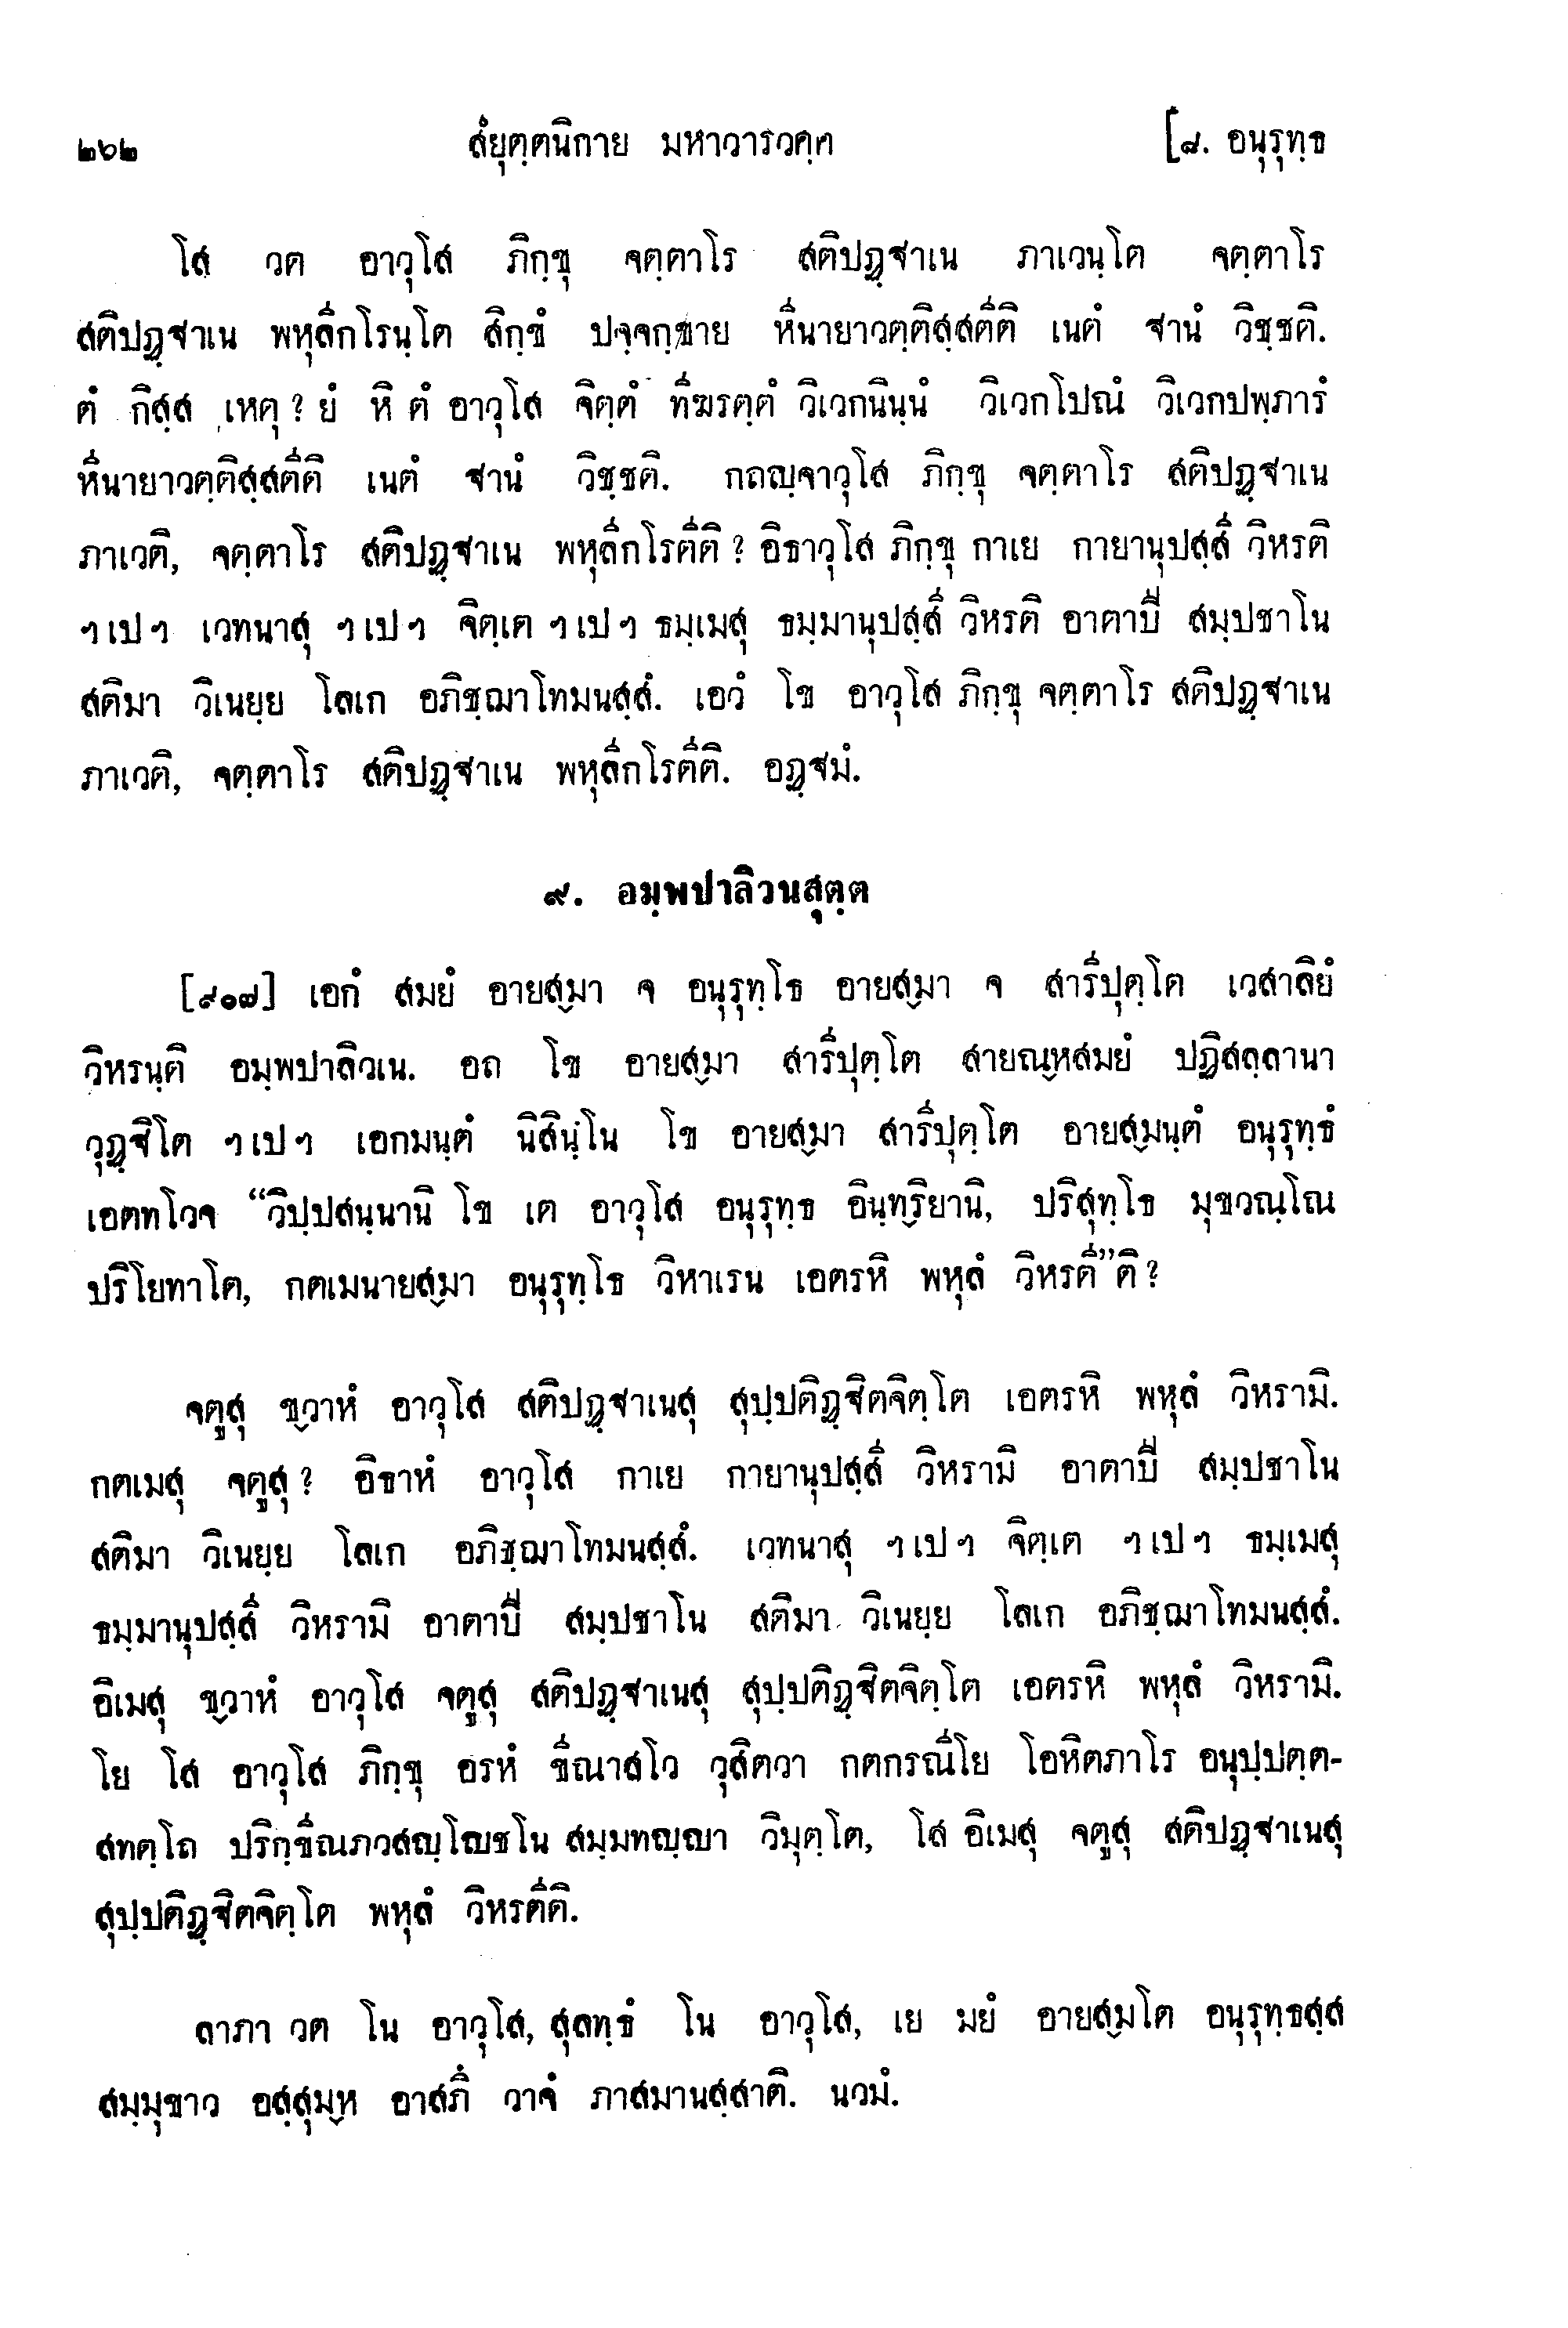 ๒๖๒ สํยุตฺตนิกาย มหาวารวคฺค [๘. อนุรุทฺธ
โส วต อาวุโส ภิกฺขุ จตฺตาโร สติปฏฺฐาเน ภาเวนฺโต จตฺตาโร
สติปฏฺฐาเน พหุลีกโรนฺโต สิกฺขํ ปจฺจกฺขาย หีนายาวตฺติสฺสตีติ เนตํ ฐานํ วิชฺชติ.
ตํ กิสฺส เหตุ? ยํ หิ ตํ อาวุโส จิตฺตํ ทีฆรตฺตํ วิเวกนินฺนํ วิเวกโปณํ วิเวกปพฺภารํ
หีนายาวตฺติสฺสตีติ เนตํ ฐานํ วิชฺชติ. กถญฺจาวุโส ภิกฺขุ จตฺตาโร สติปฏฺฐาเน
ภาเวติ, จตฺตาโร สติปฏฺฐาเน พหุลีกโรตีติ? อิธาวุโส ภิกฺขุ กาเย กายานุปสฺสี วิหรติ
ฯเปฯ เวทนาสุ ฯเปฯ จิตฺเต ฯเปฯ ธมฺเมสุ ธมฺมานุปสฺสี วิหรติ อาตาปี สมฺปชาโน
สติมา วิเนยฺย โลเก อภิชฺฌาโทมนสฺสํ. เอวํ โข อาวุโส ภิกฺขุ จตฺตาโร สติปฏฺฐาเน
ภาเวติ, จตฺตาโร สติปฏฺฐาเน พหุลีกโรตีติ. อฏฺฐมํ.
๙. อมฺพปาลิวนสุตฺต
[๙๐๗] เอกํ สมยํ อายสฺมา จ อนุรุทฺโธ อายสฺมา จ สารีปุตฺโต เวสาลิยํ
วิหรนฺติ อมฺพปาลิวเน. อถ โข อายสฺมา สารีปุตฺโต สายณฺหสมยํ ปฏิสลฺลานา
วุฏฺฐิโต ฯเปฯ เอกมนฺตํ นิสินฺโน โข อายสฺมา สารีปุตฺโต อายสฺมนฺตํ อนุรุทฺธํ
เอตทโวจ “วิปฺปสนฺนานิ โข เต อาวุโส อนุรุทฺธ อินฺทฺริยานิ, ปริสุทฺโธ มุขวณฺโณ
ปริโยทาโต, กตเมนายสฺมา อนุรุทฺโธ วิหาเรน เอตรหิ พหุลํ วิหรตี”ติ?
จตูสุ ขฺวาหํ อาวุโส สติปฏฺฐาเนสุ สุปฺปติฏฺฐิตจิตฺโต เอตรหิ พหุลํ วิหรามิ.
กตเมสุ จตูสุ? อิธาหํ อาวุโส กาเย กายานุปสฺสี วิหรามิ อาตาปี สมฺปชาโน
สติมา วิเนยฺย โลเก อภิชฺฌาโทมนสฺสํ. เวทนาสุ ฯเปฯ จิตฺเต ฯเปฯ ธมฺเมสุ
ธมฺมานุปสฺสี วิหรามิ อาตาปี สมฺปชาโน สติมา วิเนยฺย โลเก อภิชฺฌาโทมนสฺสํ.
อิเมสุ ขฺวาหํ อาวุโส จตูสุ สติปฏฺฐาเนสุ สุปฺปติฏฺฐิตจิตฺโต เอตรหิ พหุลํ วิหรามิ.
โย โส อาวุโส ภิกฺขุ อรหํ ขีณาสโว วุสิตวา กตกรณีโย โอหิตภาโร อนุปฺปตฺต-
สทตฺโถ ปริกฺขีณภวสญฺโญชโน สมฺมทญฺญา วิมุตฺโต, โส อิเมสุ จตูสุ สติปฏฺฐาเนสุ
สุปฺปติฏฺฐิตจิตฺโต พหุลํ วิหรตีติ.
ลาภา วต โน อาวุโส, สุลทฺธํ โน อาวุโส, เย มยํ อายสฺมโต อนุรุทฺธสฺส
สมฺมุขาว อสฺสุมฺห อาสภึ วาจํ ภาสมานสฺสาติ. นวมํ.